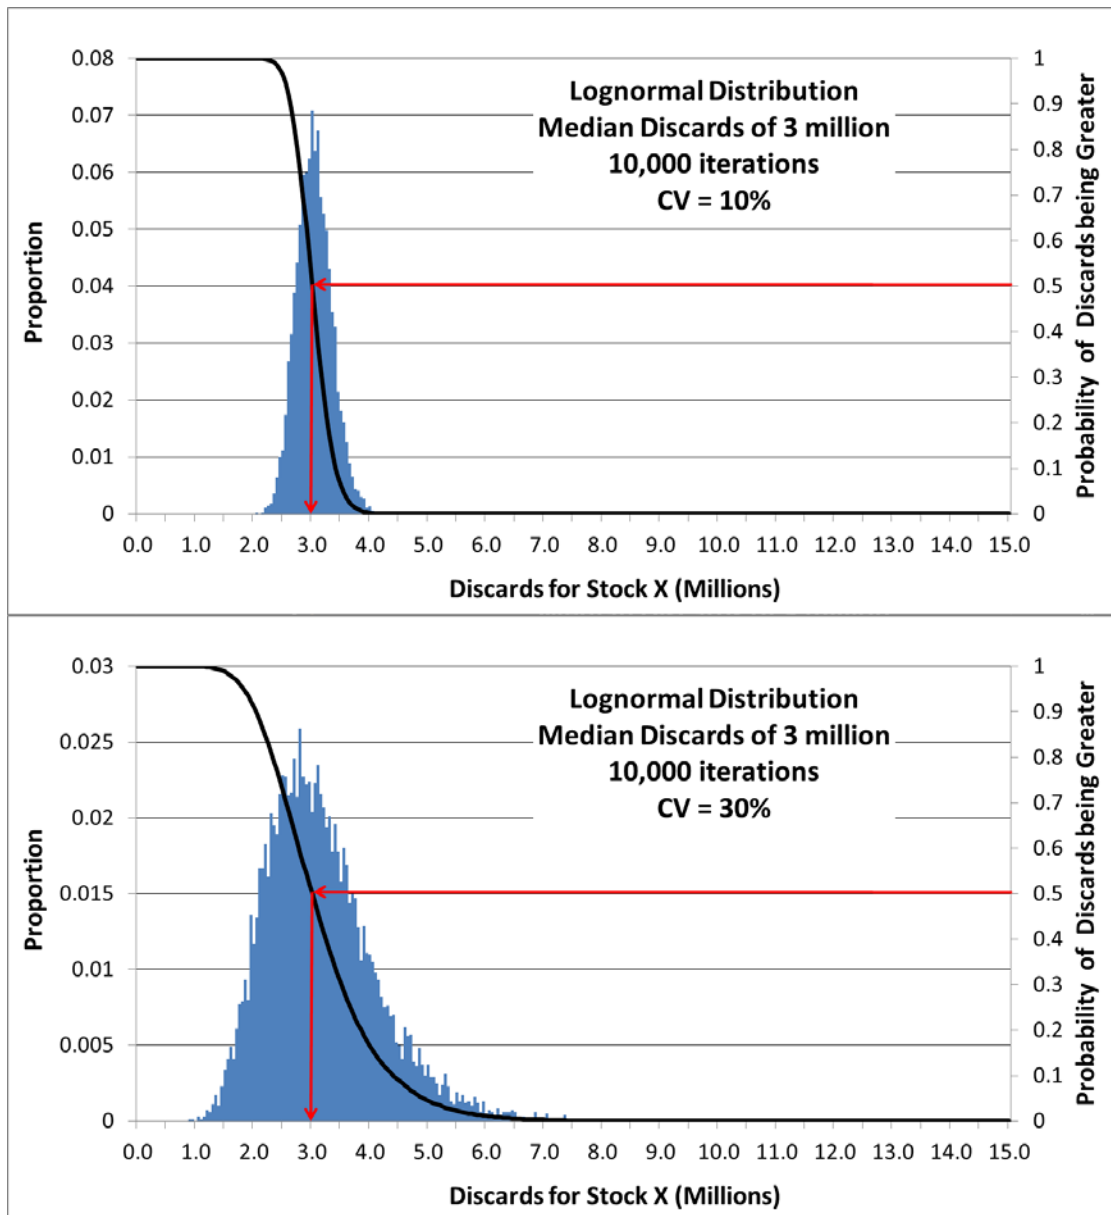 Lognormal Distribution
Median Discards of 3 million
10,000 iterations
CV = 10%
Proportion
0.08
0.07
0.06
0.05
0.04
0.03
0.02
0.01
0
1
0.9
0.8
0.7
0.6
0.5
0.4
0.3
0.2
0.1
0
Probability of Discards being Greater
0.0 1.0 2.0 3.0 4.0 5.0 6.0 7.0 8.0 9.0 10.0 11.0 12.0 13.0 14.0 15.0
Discards for Stock X (Millions)
Lognormal Distribution
Median Discards of 3 million
10,000 iterations
CV = 30%
Proportion
0.03
0.025
0.02
0.015
0.01
0.005
0
1
0.9
0.8
0.7
0.6
0.5
0.4
0.3
0.2
0.1
0
Probability of Discards being Greater
0.0 1.0 2.0 3.0 4.0 5.0 6.0 7.0 8.0 9.0 10.0 11.0 12.0 13.0 14.0 15.0
Discards for Stock X (Millions)